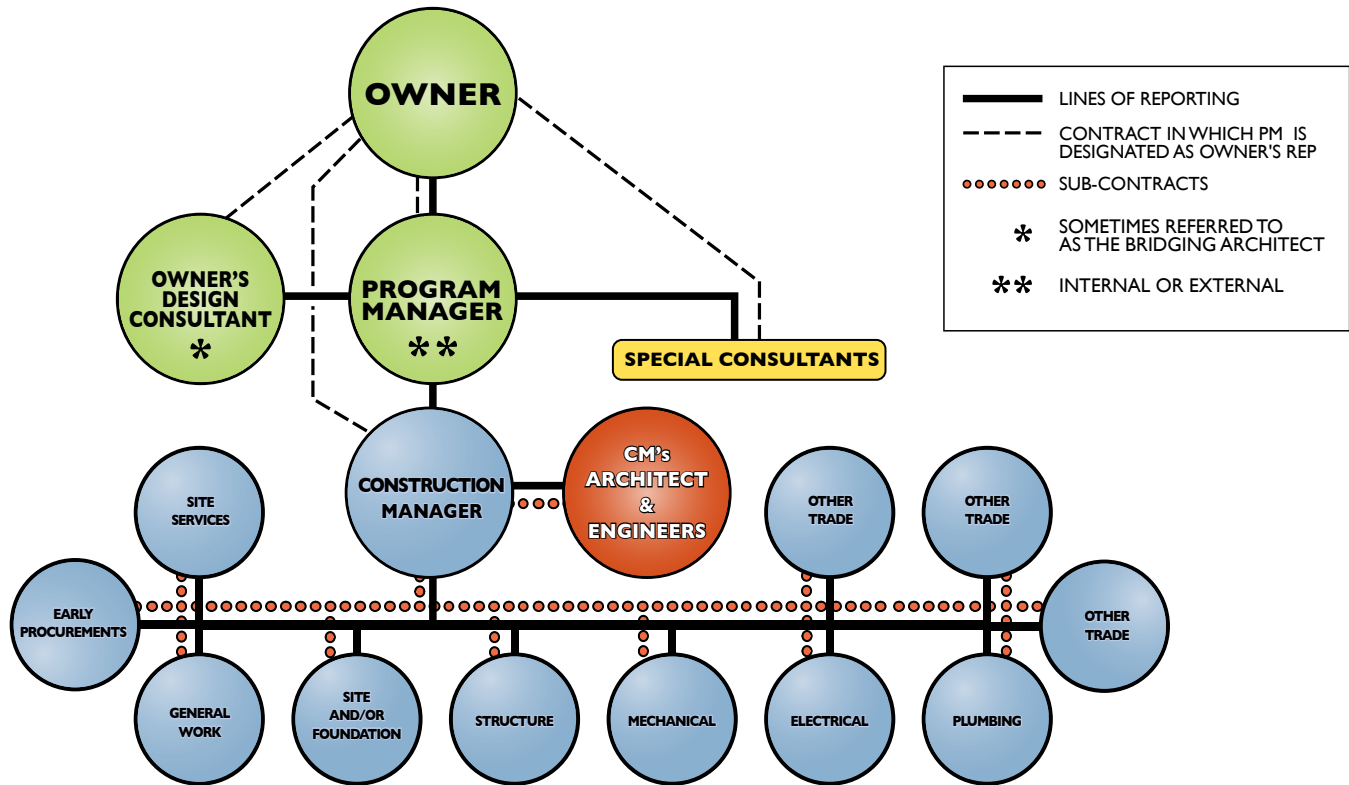 OWNER
LINES OF REPORTING
CONTRACT IN WHICH PM IS
DESIGNATED AS OWNER'S REP
SUB-CONTRACTS
*
SOMETIMES REFERRED TO
AS THE BRIDGING ARCHITECT
**
INTERNAL OR EXTERNAL
OWNER'S
DESIGN
CONSULTANT
*
PROGRAM
MANAGER
**
SPECIAL CONSULTANTS
CONSTRUCTION
MANAGER
CM's
ARCHITECT
&
ENGINEERS
SITE
SERVICES
OTHER
TRADE
OTHER
TRADE
EARLY
PROCUREMENTS
OTHER
TRADE
GENERAL
WORK
SITE
AND/OR
FOUNDATION
STRUCTURE
MECHANICAL
ELECTRICAL
PLUMBING